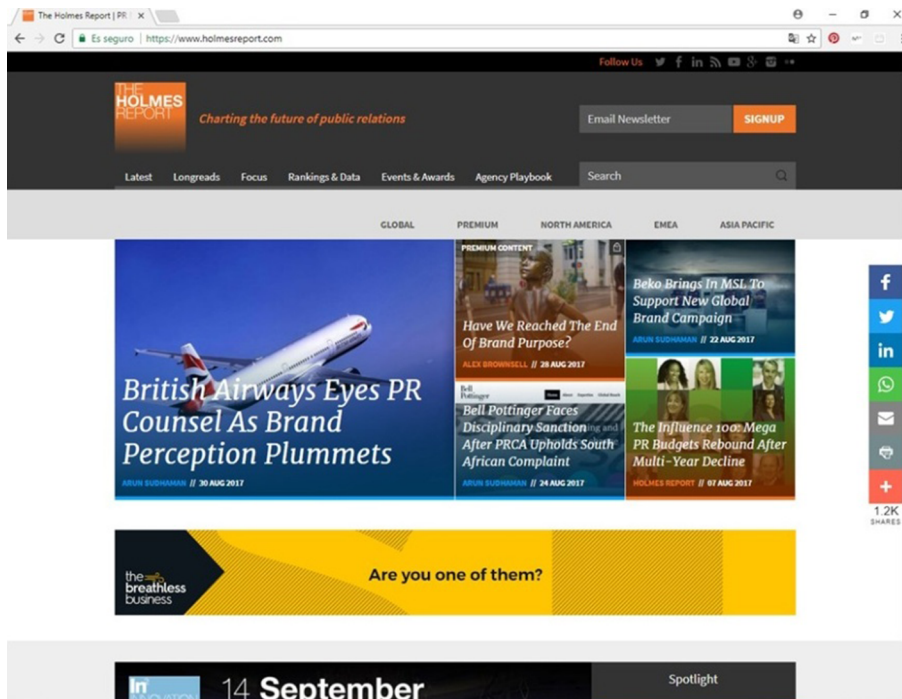 The Holmes Report | PR
Es seguro
https://www.holmesreport.com
Follow Us
THE
HOLMES
REPORT
Charting the future of public relations
Email Newsletter
SIGNUP
Latest Longreads Focus Rankings & Data Events & Awards Agency Playbook
Search
GLOBAL PREMIUM NORTH AMERICA EMEA ASIA PACIFIC
British Airways Eyes PR
Counsel As Brand
Perception Plummets
ARUN SUDHAMAN // 30 AUG 2017
PREMIUM CONTENT
Have We Reached The End
Of Brand Purpose?
ALEX BROWNSELL // 28 AUG 2017
Beko Brings In MSL To
Support New Global
Brand Campaign
ARUN SUDHAMAN // 22 AUG 2017
Bell
Pottinger
Bell Pottinger Faces
Disciplinary Sanction
After PRCA Upholds South
African Complaint
ARUN SUDHAMAN // 24 AUG 2017
The Influence 100: Mega
PR Budgets Rebound After
Multi-Year Decline
HOLMES REPORT // 07 AUG 2017
1.2K
SHARES
the
breathless
business
Are you one of them?
In
14 September
Spotlight